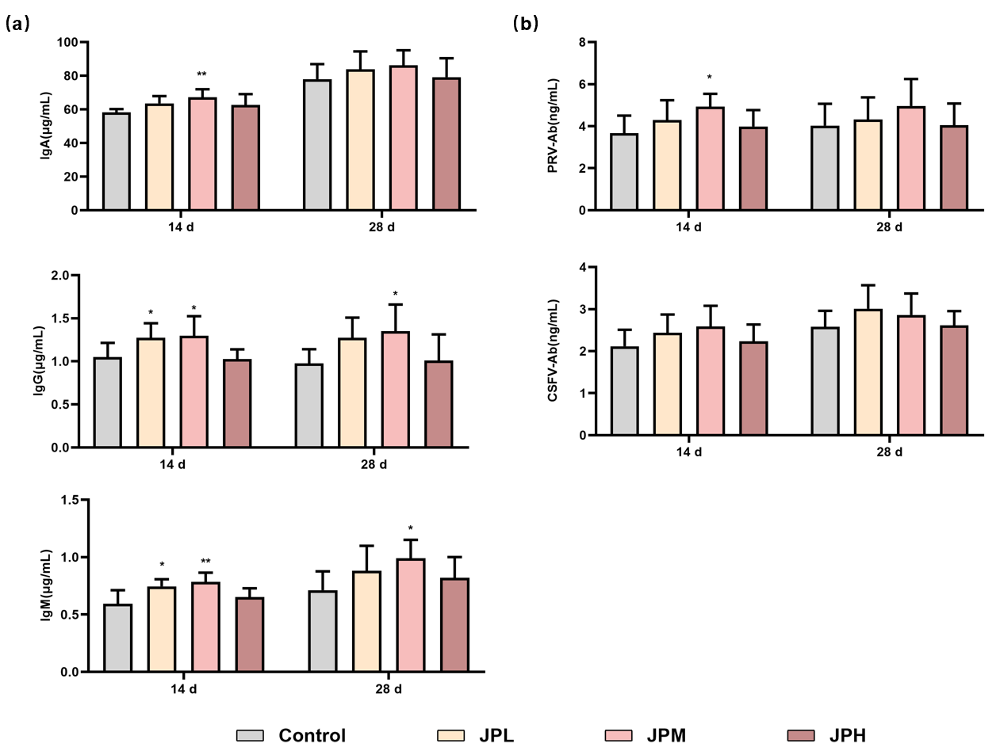 (a)
IgA(μg/mL)
100
80
60
40
20
0
**
14 d
28 d
IgG(μg/mL)
2.0
1.5
1.0
0.5
0.0
*
*
*
14 d
28 d
IgM(μg/mL)
1.5
1.0
0.5
0.0
*
**
*
14 d
28 d
(b)
PRV-Ab(ng/mL)
8
6
4
2
0
*
14 d
28 d
CSFV-Ab(ng/mL)
4
3
2
1
0
14 d
28 d
Control JPL JPM JPH